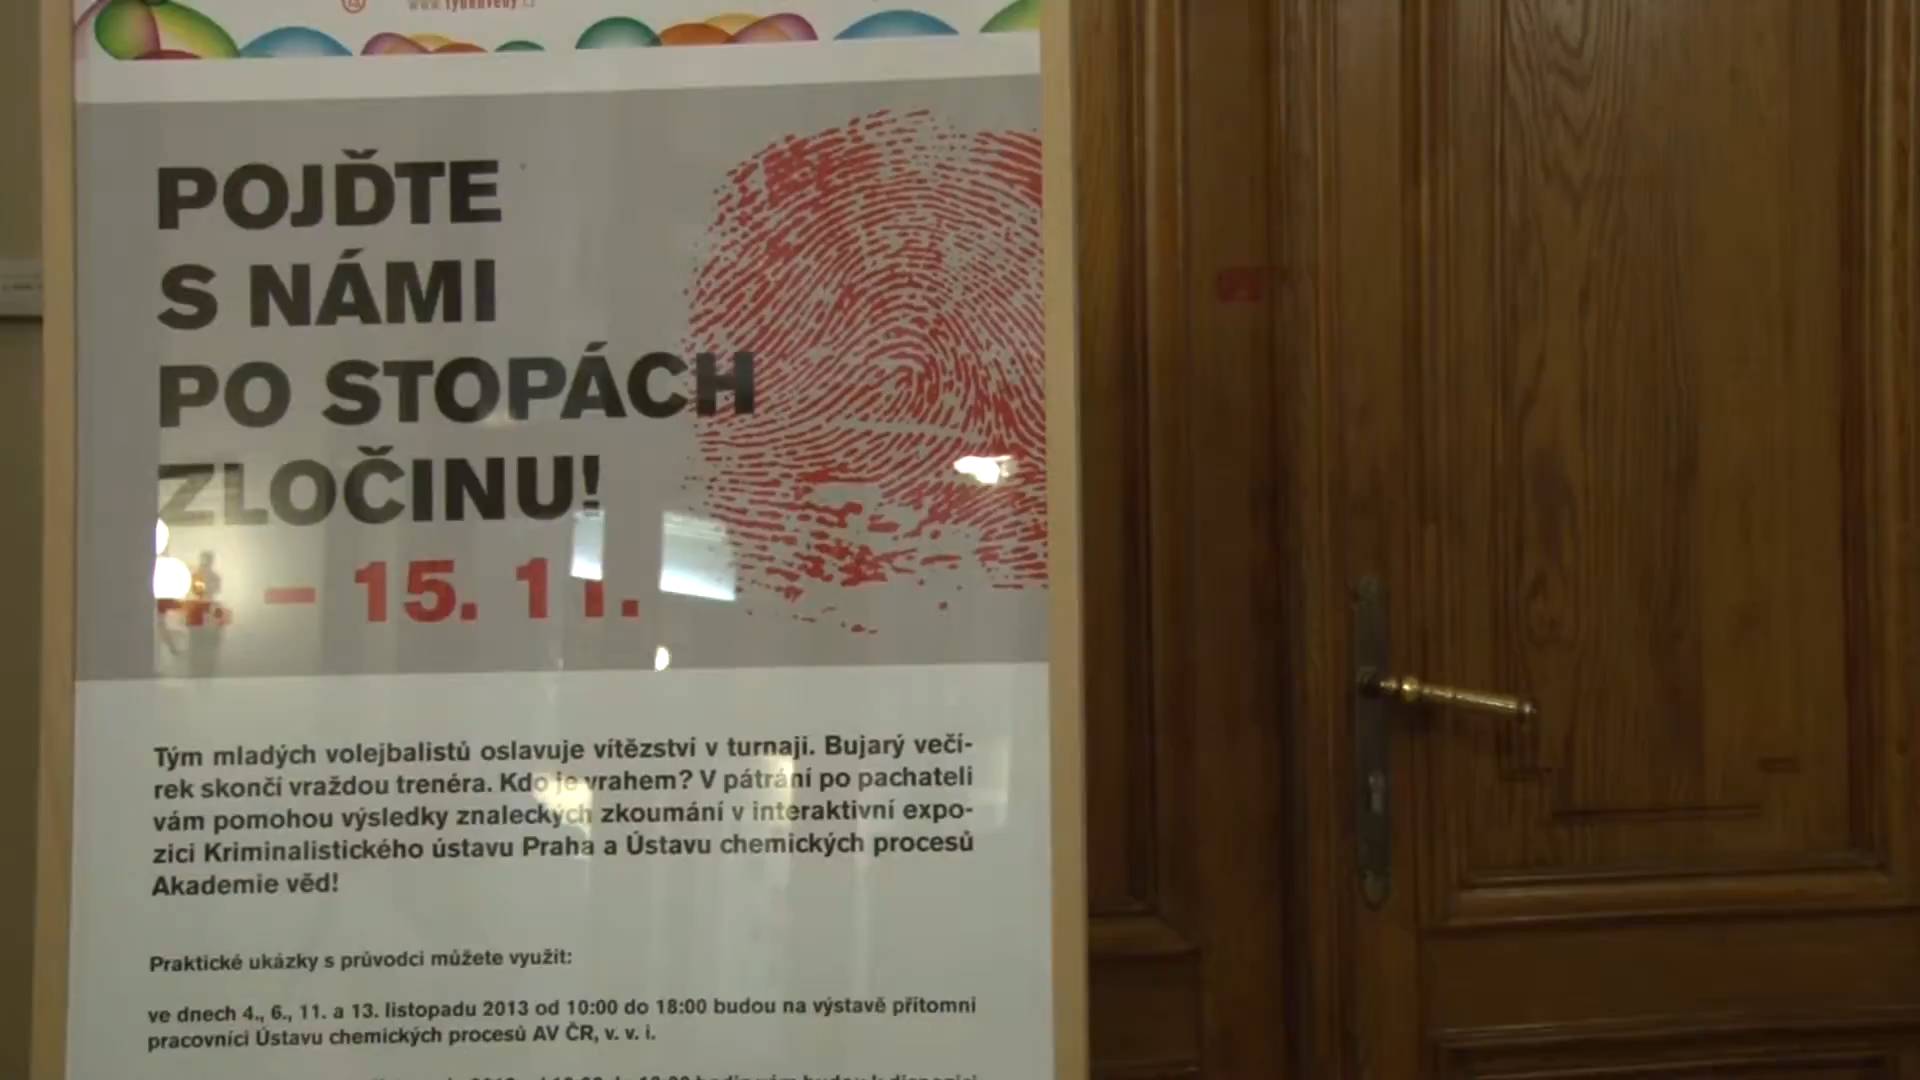 POJĎTE
S NÁMI
PO STOPÁCH
ZLOČINU!
– 15. 11.
Tým mladých volejbalistů oslavuje vítězství v turnaji. Bujarý večí-
rek skončí vraždou trenéra. Kdo je vrahem? V pátrání po pachateli
vám pomohou výsledky znaleckých zkoumání v interaktivní expo-
zici Kriminalistického ústavu Praha a Ústavu chemických procesů
Akademie věd!
Praktické ukázky s průvodci můžete využít:
ve dnech 4., 6., 11. a 13. listopadu 2013 od 10:00 do 18:00 budou na výstavě přítomni
pracovníci Ústavu chemických procesů AV ČR, v. v. i.